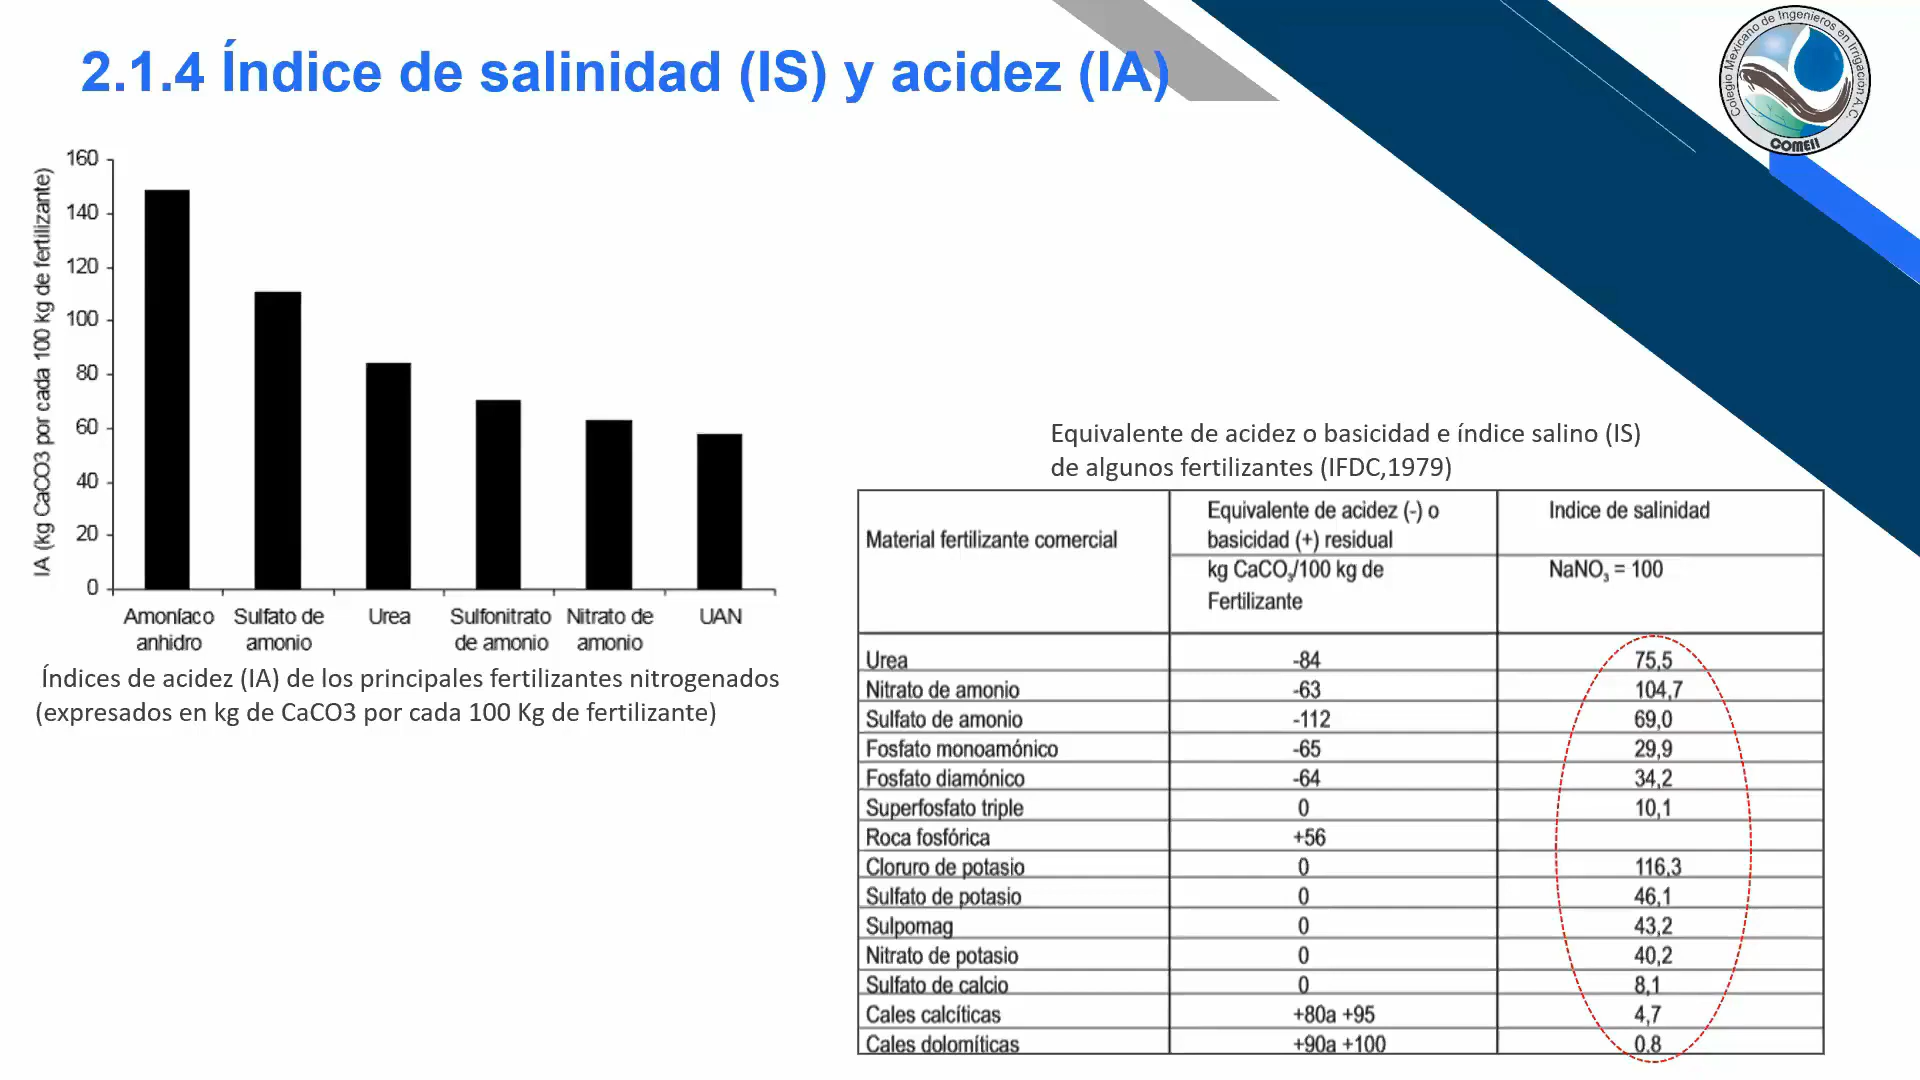 2.1.4 Índice de salinidad (IS) y acidez (IA)
Colegio Mexicano de Ingenieros en Irrigacion A.C.
COMEII
IA (kg CaCO3 por cada 100 kg de fertilizante)
160
140
120
100
80
60
40
20
0
Amoníaco anhidro
Sulfato de amonio
Urea
Sulfonitrato de amonio
Nitrato de amonio
UAN
Índices de acidez (IA) de los principales fertilizantes nitrogenados
(expresados en kg de CaCO3 por cada 100 Kg de fertilizante)
Equivalente de acidez o basicidad e índice salino (IS)
de algunos fertilizantes (IFDC,1979)
Material fertilizante comercial
Equivalente de acidez (-) o
basicidad (+) residual
kg CaCO₃/100 kg de
Fertilizante
Indice de salinidad
NaNO₃ = 100
Urea -84 75,5
Nitrato de amonio -63 104,7
Sulfato de amonio -112 69,0
Fosfato monoamónico -65 29,9
Fosfato diamónico -64 34,2
Superfosfato triple 0 10,1
Roca fosfórica +56
Cloruro de potasio 0 116,3
Sulfato de potasio 0 46,1
Sulpomag 0 43,2
Nitrato de potasio 0 40,2
Sulfato de calcio 0 8,1
Cales calcíticas +80a +95 4,7
Cales dolomíticas +90a +100 0.8